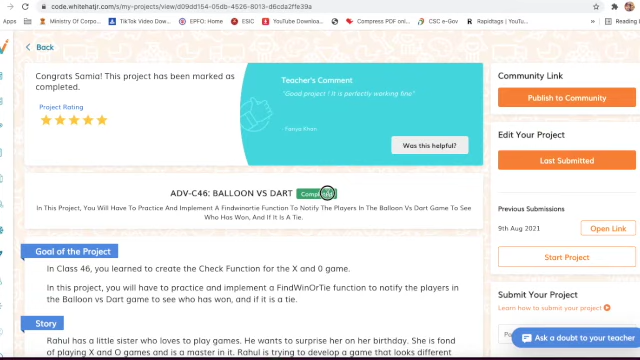 code.whitehatjr.com/s/my-projects/view/d09dd154-05db-4526-8313-d6cda2ffe39a
Apps
Ministry Of Corpo...
TikTok Video Down...
EPFO: Home
ESIC
YouTube Downloa...
Compress PDF onli...
CSC e-Gov
Rapidtags | YouTu...
Reading
Back
Congrats Samia! This project has been marked as
completed.
Project Rating
Teacher's Comment
"Good project ! It is perfectly working fine"
Was this helpful?
Community Link
Publish to Community
Edit Your Project
Last Submitted
Previous Submissions
9th Aug 2021
Open Link
Start Project
Submit Your Project
Learn how to submit your project
Ask a doubt to your teacher
ADV-C46: BALLOON VS DART
In This Project, You Will Have To Practice And Implement A Findwinortie Function To Notify The Players In The Balloon Vs Dart Game To See
Who Has Won, And If It Is A Tie.
Goal of the Project
In Class 46, you learned to create the Check Function for the X and 0 game.
In this project, you will have to practice and implement a FindWinOrTie function to notify the players in
the Balloon vs Dart game to see who has won, and if it is a tie.
Story
Rahul has a little sister who loves to play games. He wants to surprise her on her birthday. She is fond
of playing X and O games and is a master in it. Rahul is trying to develop a game that looks different